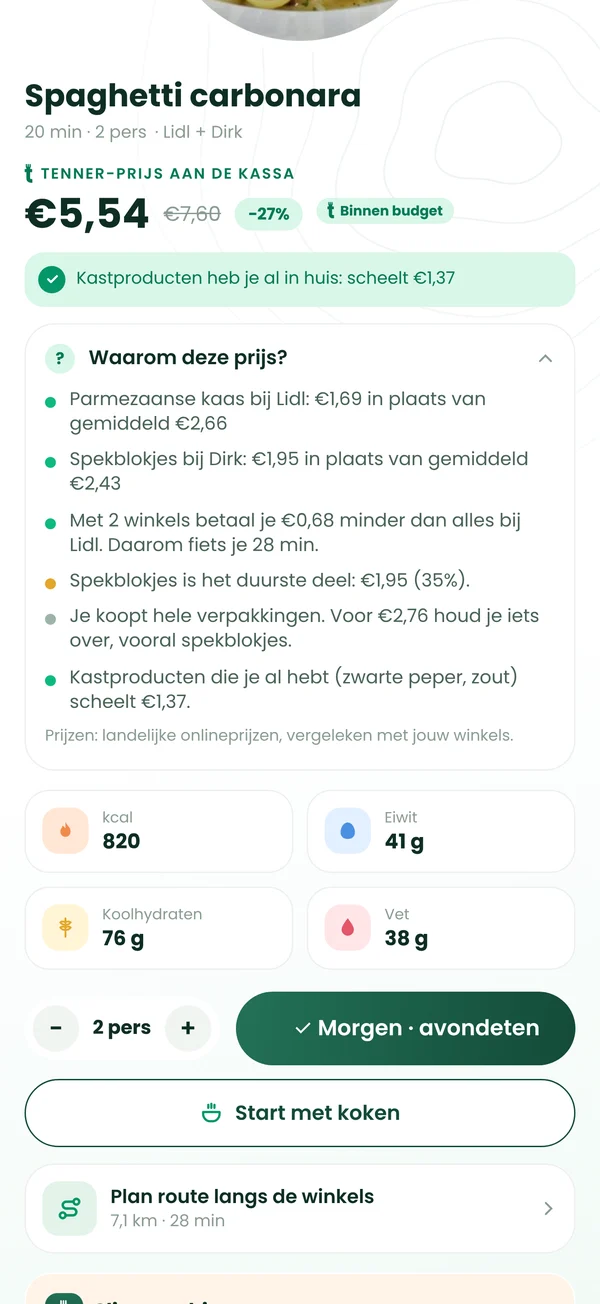 Spaghetti carbonara
20 min · 2 pers · Lidl + Dirk
TENNER-PRIJS AAN DE KASSA
€5,54 €7,60 -27% Binnen budget
Kastproducten heb je al in huis: scheelt €1,37
? Waarom deze prijs?
Parmezaanse kaas bij Lidl: €1,69 in plaats van
gemiddeld €2,66
Spekblokjes bij Dirk: €1,95 in plaats van gemiddeld
€2,43
Met 2 winkels betaal je €0,68 minder dan alles bij
Lidl. Daarom fiets je 28 min.
Spekblokjes is het duurste deel: €1,95 (35%).
Je koopt hele verpakkingen. Voor €2,76 houd je iets
over, vooral spekblokjes.
Kastproducten die je al hebt (zwarte peper, zout)
scheelt €1,37.
Prijzen: landelijke onlineprijzen, vergeleken met jouw winkels.
kcal
820
Eiwit
41 g
Koolhydraten
76 g
Vet
38 g
− 2 pers +
✓ Morgen · avondeten
Start met koken
Plan route langs de winkels
7,1 km · 28 min